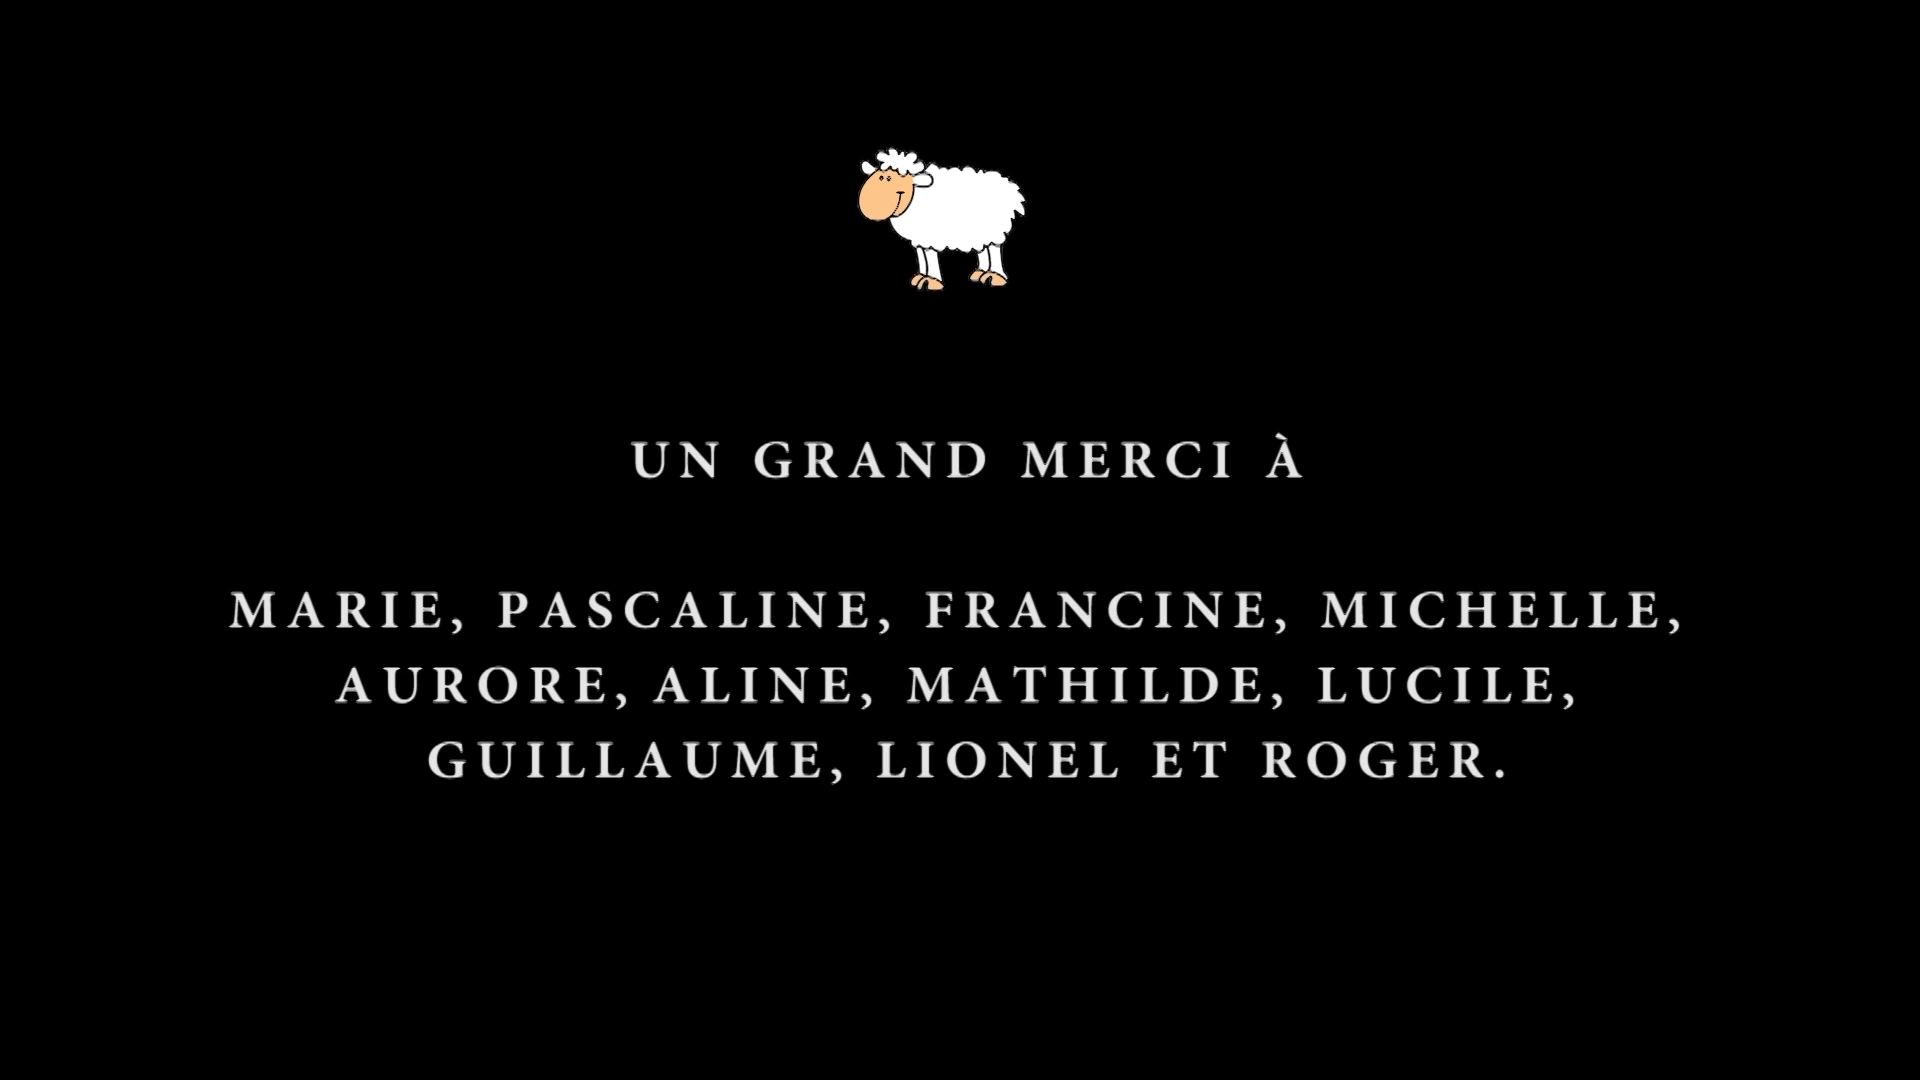 UN GRAND MERCI À
MARIE, PASCALINE, FRANCINE, MICHELLE,
AURORE, ALINE, MATHILDE, LUCILE,
GUILLAUME, LIONEL ET ROGER.